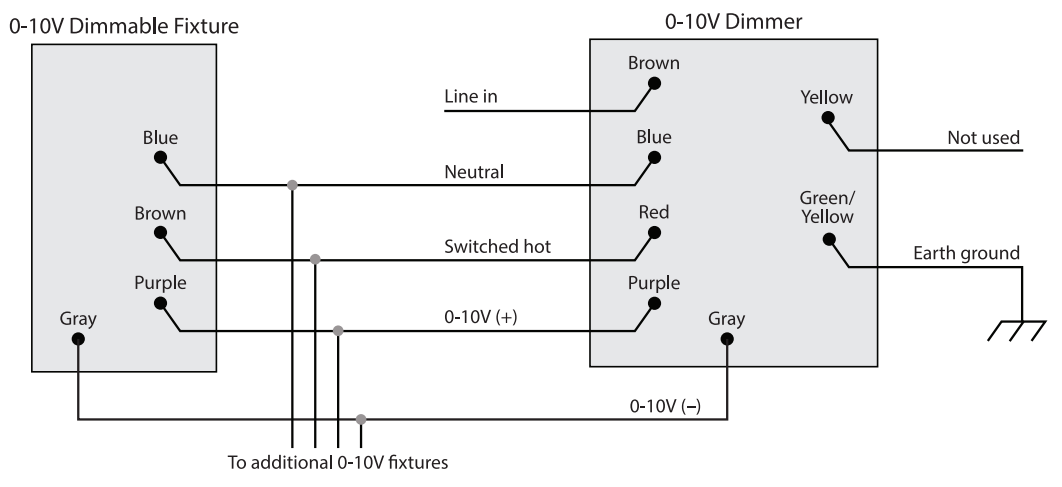 0-10V Dimmable Fixture
0-10V Dimmer
Brown
Line in
Yellow
Blue
Blue
Not used
Neutral
Green/
Yellow
Brown
Red
Switched hot
Earth ground
Purple
Purple
Gray
0-10V (+)
Gray
0-10V (–)
To additional 0-10V fixtures